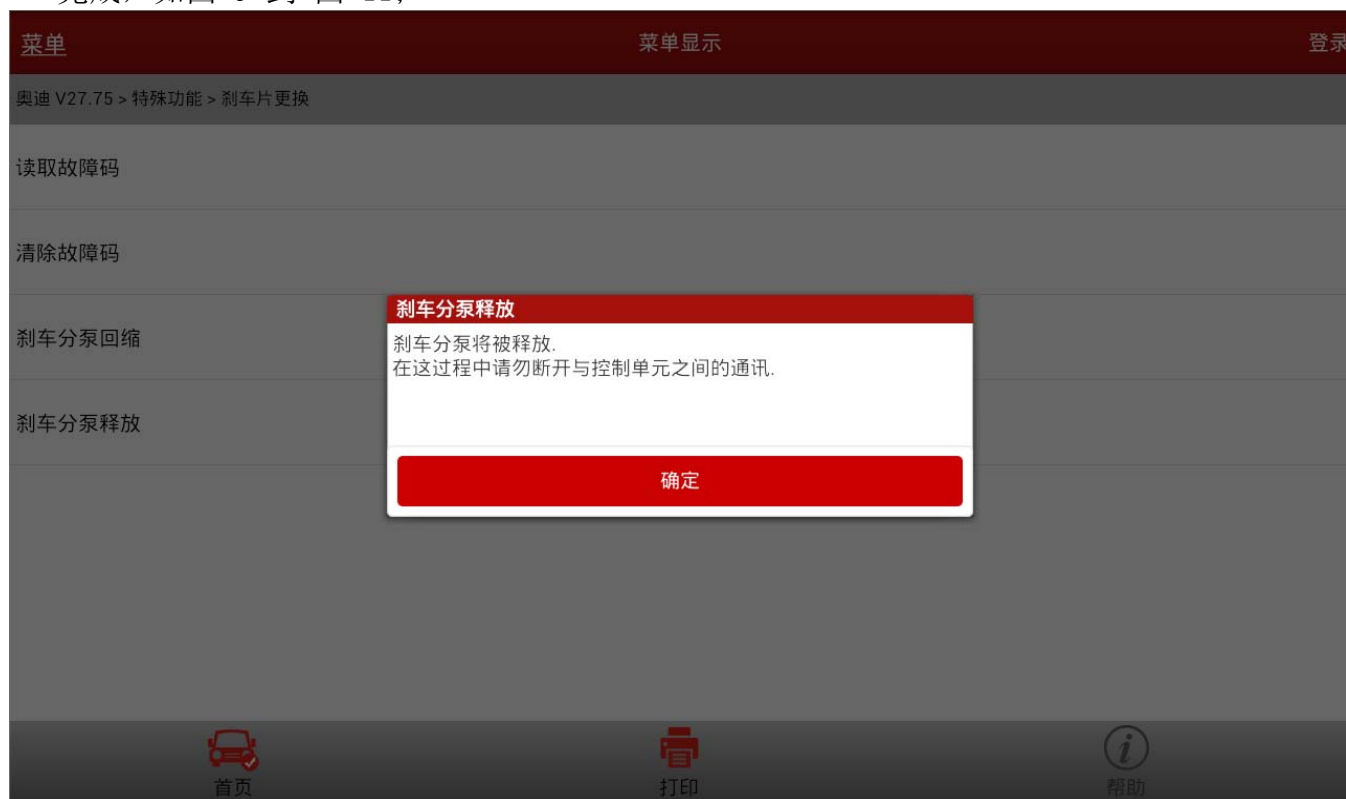 菜单
菜单显示
登录
奥迪 V27.75 > 特殊功能 > 刹车片更换
读取故障码
清除故障码
刹车分泵回缩
刹车分泵释放
刹车分泵释放
刹车分泵将被释放.
在这过程中请勿断开与控制单元之间的通讯.
确定
首页
打印
帮助